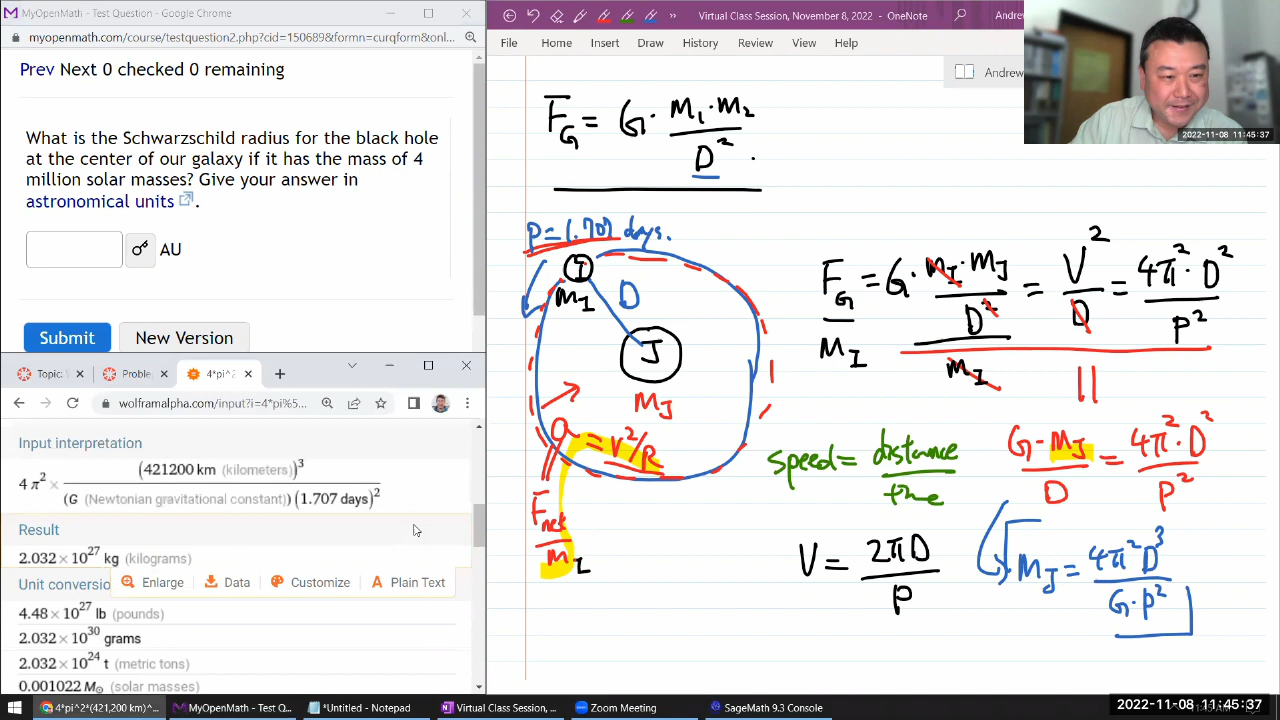 MyOpenMath - Test Question - Google Chrome
myopenmath.com/course/testquestion2.php?cid=150689&formn=curqform&onl...
Prev Next 0 checked 0 remaining
What is the Schwarzschild radius for the black hole
at the center of our galaxy if it has the mass of 4
million solar masses? Give your answer in
astronomical units.
AU
Submit
New Version
Topic
Proble
4*pi^2
wolframalpha.com/input?i=4*pi%5...
Input interpretation
4 π² × (421200 km (kilometers))³ / (G (Newtonian gravitational constant)) (1.707 days)²
Result
2.032 × 10²⁷ kg (kilograms)
Unit conversio
Enlarge
Data
Customize
Plain Text
4.48 × 10²⁷ lb (pounds)
2.032 × 10³⁰ grams
2.032 × 10²⁴ t (metric tons)
0.001022 M☉ (solar masses)
Virtual Class Session, November 8, 2022 - OneNote
Andrew
File Home Insert Draw History Review View Help
Andrew
2022-11-08 11:45:37
F_G = G · M₁·M₂ / D²
P = 1.707 days.
I
M_I
D
J
M_J
a = V²/R
F_net / M_I
F_G / M_I = G · M_I·M_J / D² / M_I = V² / D = 4π²·D² / P²
||
speed = distance / time
G·M_J / D = 4π²·D² / P²
V = 2πD / P
M_J = 4π²D³ / G·P²
4*pi^2*(421,200 km)^...
MyOpenMath - Test Q...
*Untitled - Notepad
Virtual Class Session, ...
Zoom Meeting
SageMath 9.3 Console
2022-11-08 11:45:37